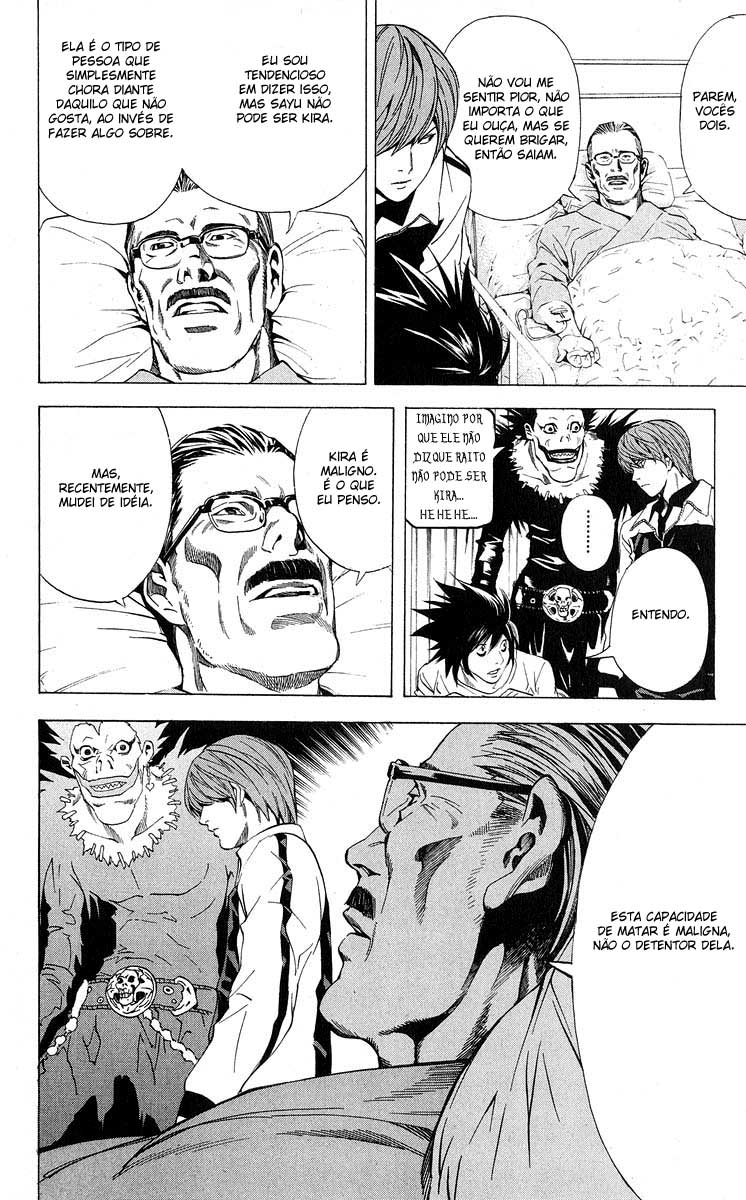 PAREM,
VOCÊS
DOIS.
NÃO VOU ME
SENTIR PIOR, NÃO
IMPORTA O QUE
EU OUÇA, MAS SE
QUEREM BRIGAR,
ENTÃO SAIAM.
EU SOU
TENDENCIOSO
EM DIZER ISSO,
MAS SAYU NÃO
PODE SER KIRA.
ELA É O TIPO DE
PESSOA QUE
SIMPLESMENTE
CHORA DIANTE
DAQUILO QUE NÃO
GOSTA, AO INVÉS DE
FAZER ALGO SOBRE.
IMAGINO POR
QUE ELE NÃO
DIZ QUE RAITO
NÃO PODE SER
KIRA...
HE HE HE...
.........
ENTENDO.
KIRA É
MALIGNO.
É O QUE
EU PENSO.
MAS,
RECENTEMENTE,
MUDEI DE IDÉIA.
ESTA CAPACIDADE
DE MATAR É MALIGNA,
NÃO O DETENTOR DELA.